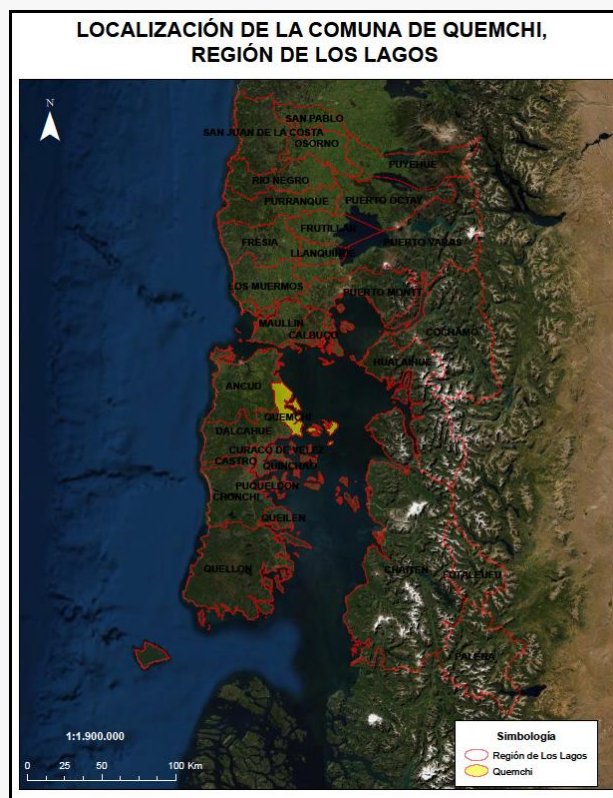 LOCALIZACIÓN DE LA COMUNA DE QUEMCHI,
REGIÓN DE LOS LAGOS
N
SAN PABLO
SAN JUAN DE LA COSTA
OSORNO
PUYEHUE
RIO NEGRO
PURRANQUE
PUERTO OCTAY
FRUTILLAR
FRESIA
PUERTO VARAS
LLANQUIHUE
LOS MUERMOS
PUERTO MONTT
MAULLIN
CALBUCO
COCHAMO
HUALAIHUE
ANCUD
QUEMCHI
DALCAHUE
CURACO DE VELEZ
CASTRO
QUINCHAO
PUQUELDON
CHONCHI
QUEILEN
QUELLON
CHAITEN
FUTALEUFU
PALENA
1:1.900.000
0 25 50 100 Km
Simbología
Región de Los Lagos
Quemchi